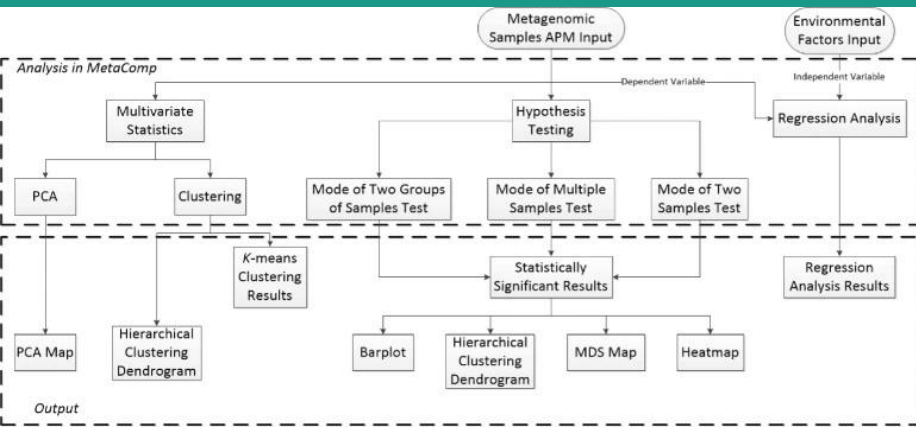 Metagenomic
Samples APM Input
Environmental
Factors Input
Analysis in MetaComp
Dependent Variable
Independent Variable
Multivariate
Statistics
Hypothesis
Testing
Regression Analysis
PCA
Clustering
Mode of Two Groups
of Samples Test
Mode of Multiple
Samples Test
Mode of Two
Samples Test
K-means
Clustering
Results
Statistically
Significant Results
Regression
Analysis Results
PCA Map
Hierarchical
Clustering
Dendrogram
Barplot
Hierarchical
Clustering
Dendrogram
MDS Map
Heatmap
Output